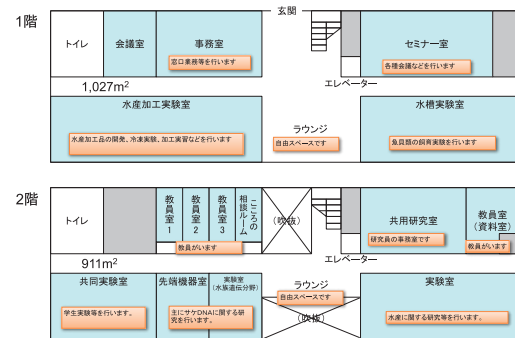 1階
玄関
トイレ
会議室
事務室
窓口業務等を行います
セミナー室
各種会議などを行います
エレベーター
1,027m²
水産加工実験室
水産加工品の開発、冷凍実験、加工実習などを行います
ラウンジ
自由スペースです
水槽実験室
魚貝類の飼育実験を行います
2階
トイレ
教員室1
教員室2
教員室3
こころの相談ルーム
教員がいます
(吹抜)
共用研究室
研究員の事務室です
教員室
(資料室)
教員がいます
エレベーター
911m²
共同実験室
学生実験等を行います。
先端機器室
実験室
(水族遺伝分野)
主にサケDNAに関する研
究を行います。
ラウンジ
自由スペースです
(吹抜)
実験室
水産に関する研究等を行います。